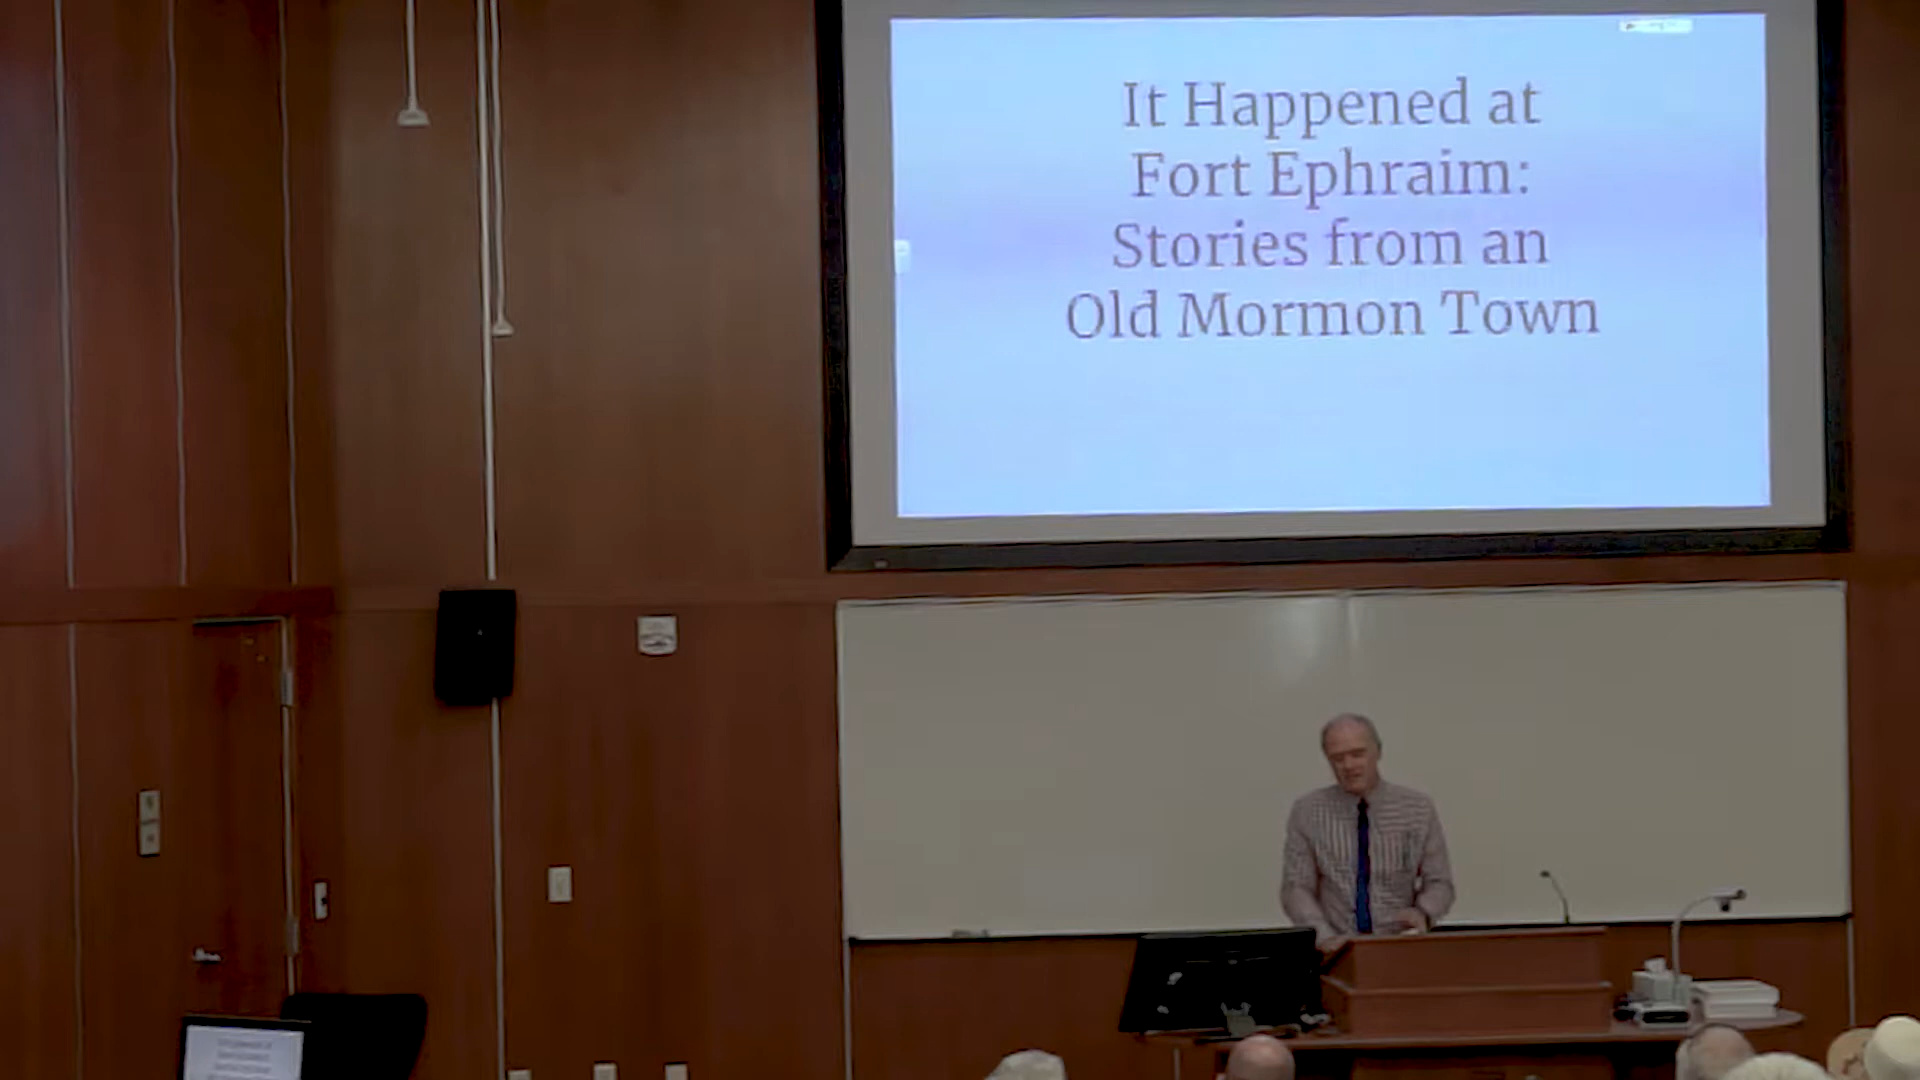 It Happened at
Fort Ephraim:
Stories from an
Old Mormon Town